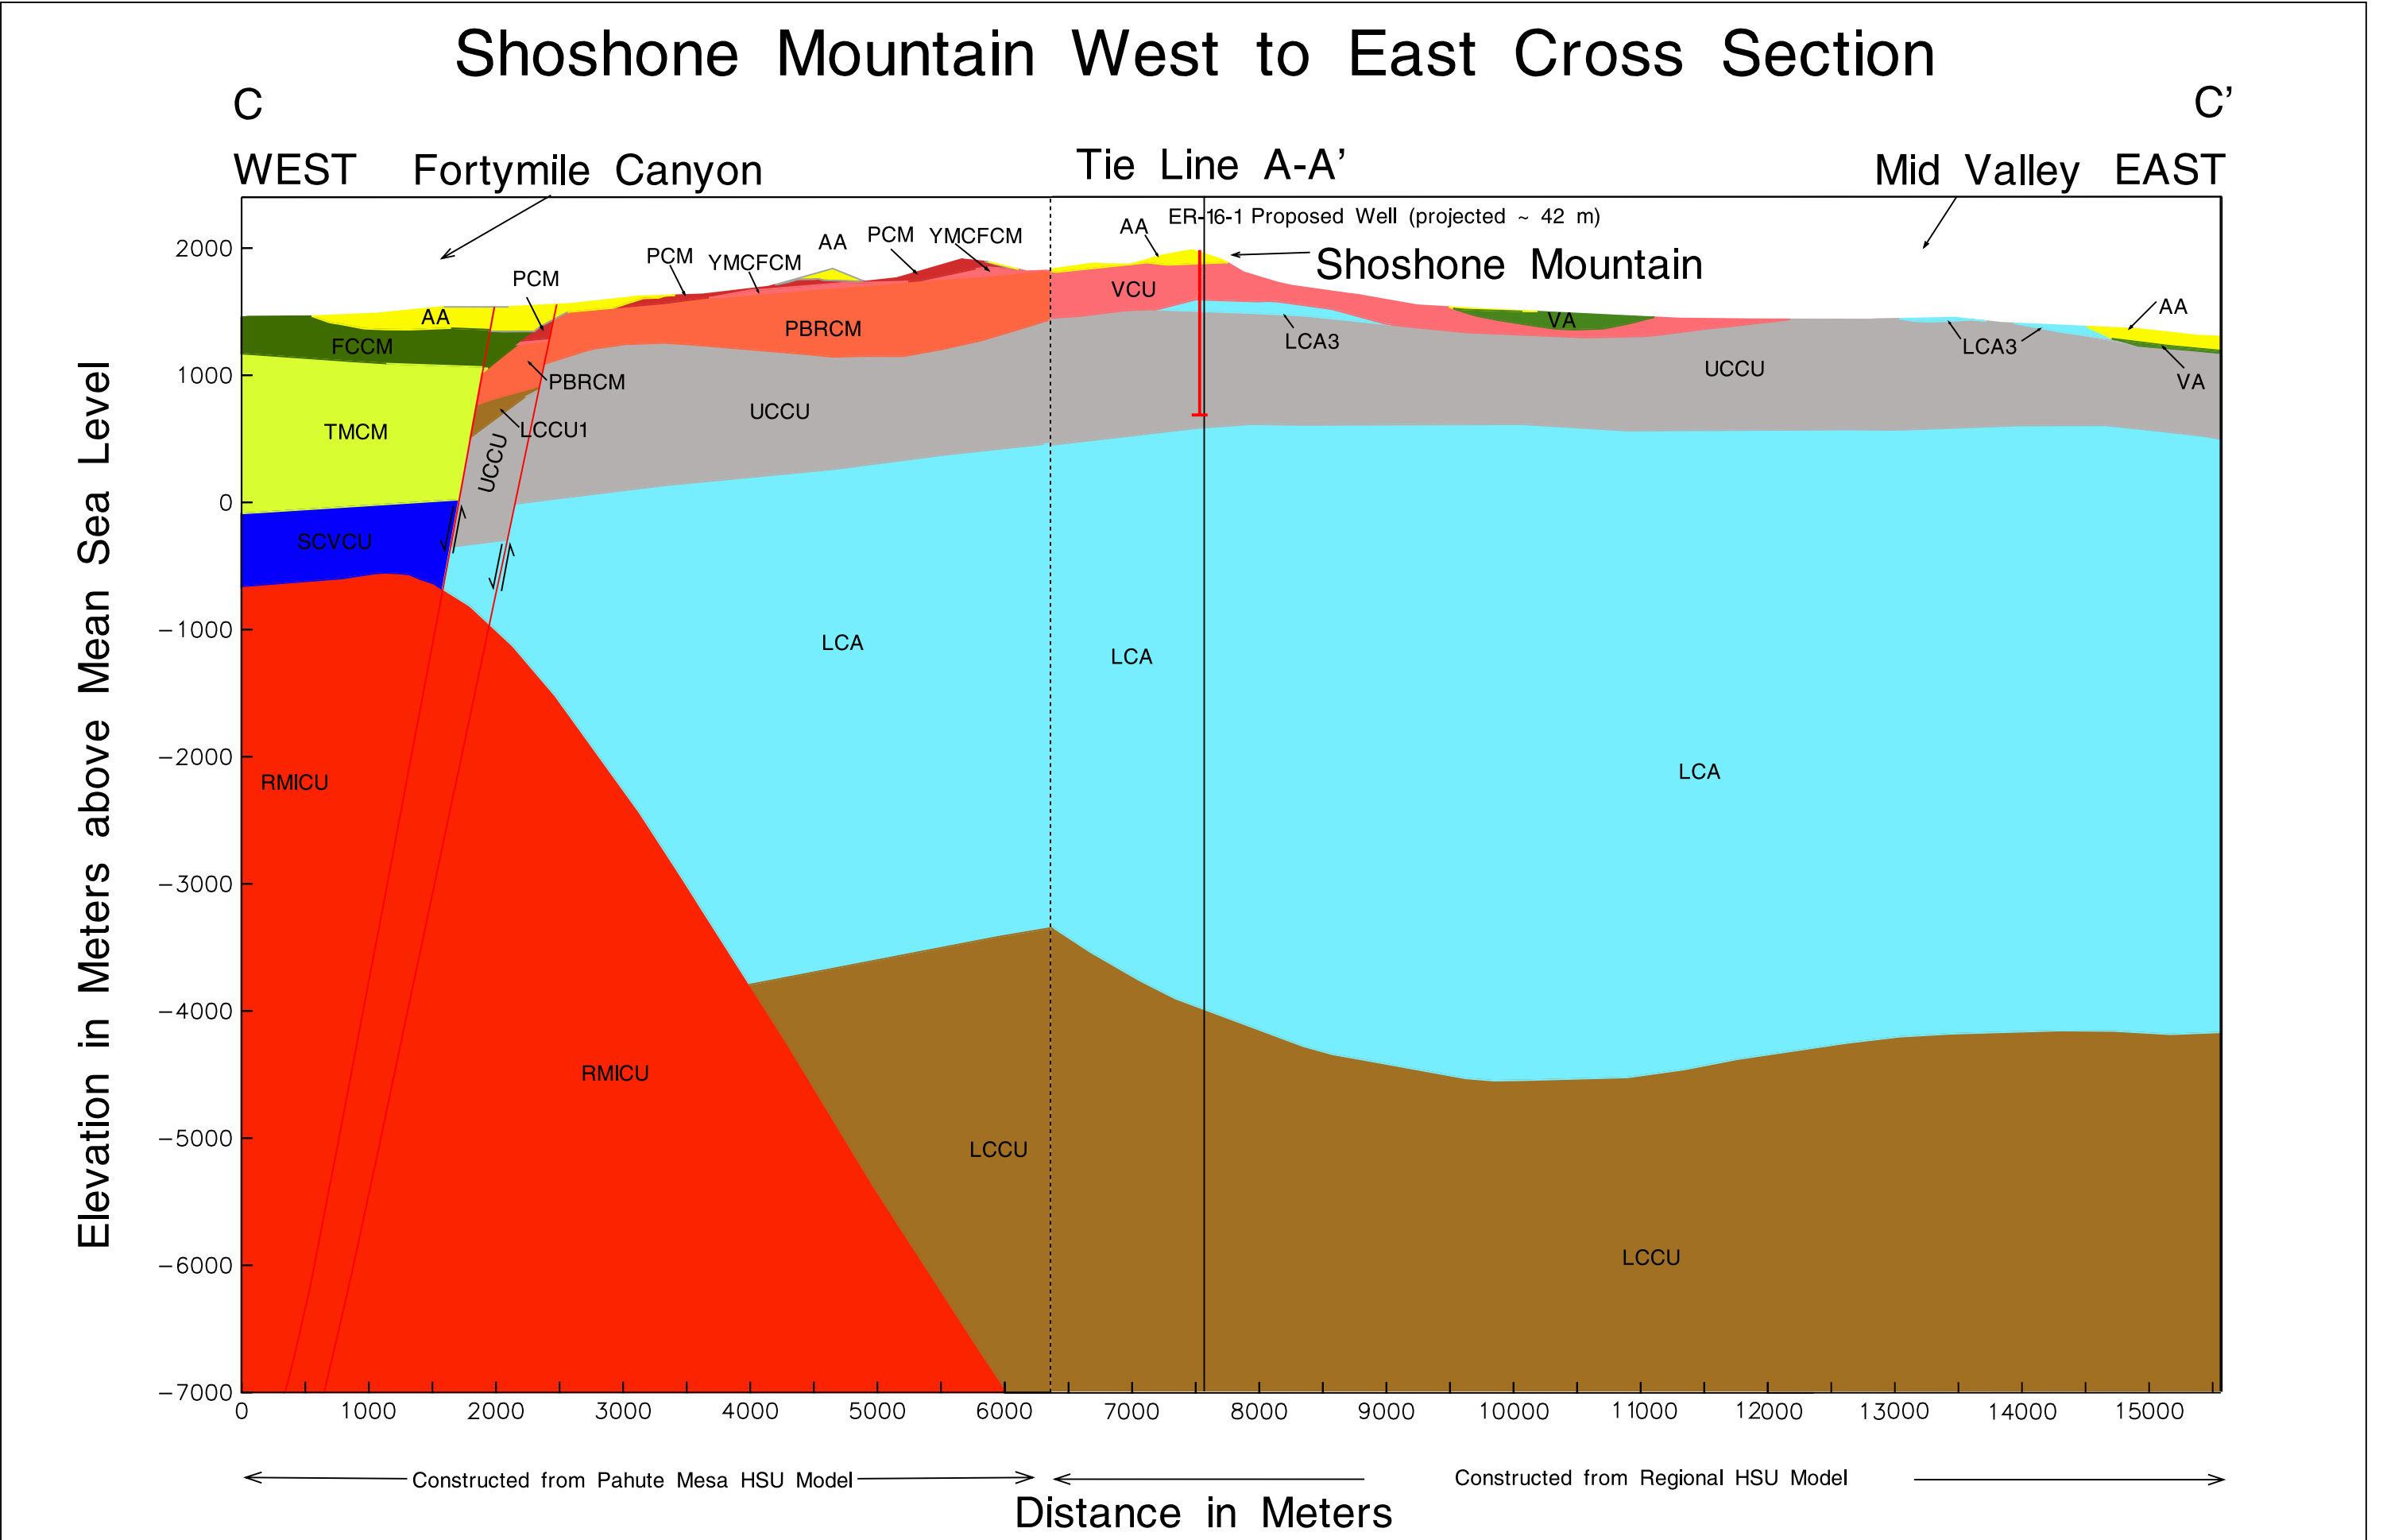 Shoshone Mountain West to East Cross Section
C
C'
WEST
Fortymile Canyon
Tie Line A-A'
Mid Valley
EAST
ER-16-1 Proposed Well (projected ~ 42 m)
Shoshone Mountain
PCM
PCM
YMCFCM
AA
PCM
YMCFCM
AA
AA
FCCM
PBRCM
LCCU1
TMCM
UCCU
SCVCU
PBRCM
UCCU
VCU
LCA3
VA
UCCU
LCA3
AA
VA
LCA
LCA
LCA
RMICU
RMICU
LCCU
LCCU
Elevation in Meters above Mean Sea Level
2000
1000
0
−1000
−2000
−3000
−4000
−5000
−6000
−7000
0 1000 2000 3000 4000 5000 6000 7000 8000 9000 10000 11000 12000 13000 14000 15000
Constructed from Pahute Mesa HSU Model
Constructed from Regional HSU Model
Distance in Meters